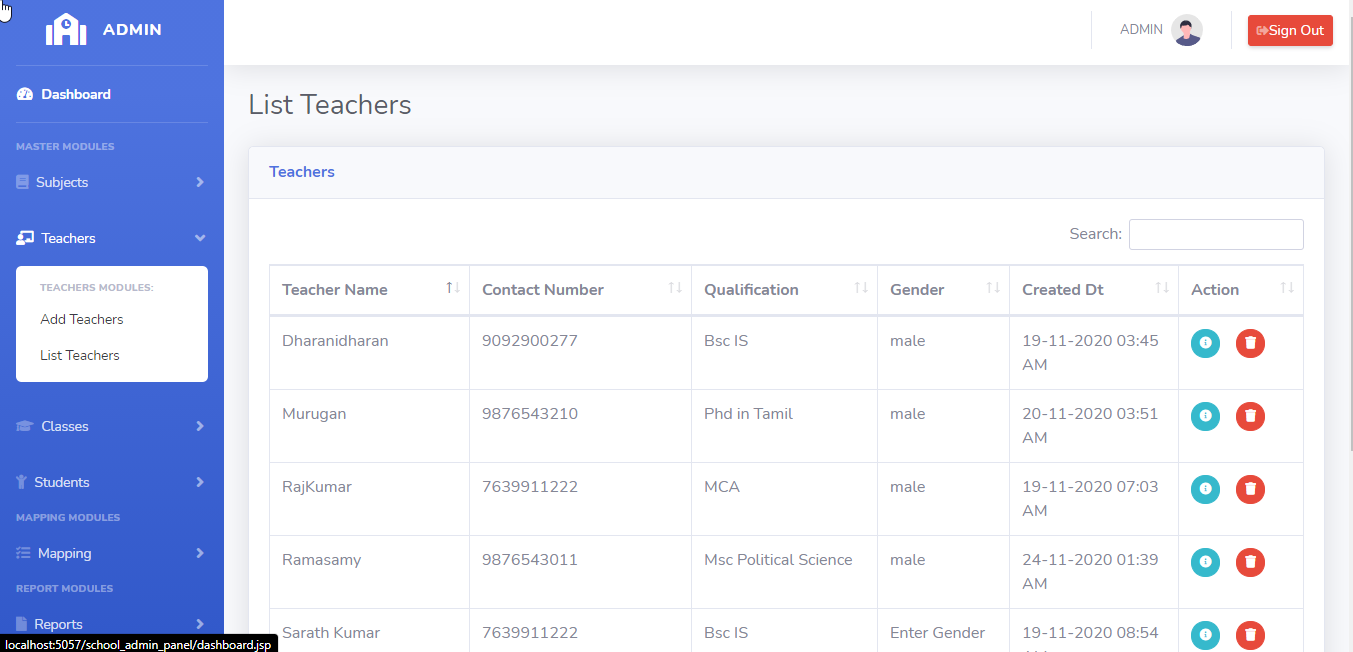 ADMIN
ADMIN
Sign Out
Dashboard
MASTER MODULES
Subjects
Teachers
TEACHERS MODULES:
Add Teachers
List Teachers
Classes
Students
MAPPING MODULES
Mapping
REPORT MODULES
Reports
localhost:5057/school_admin_panel/dashboard.jsp
List Teachers
Teachers
Search:
Teacher Name Contact Number Qualification Gender Created Dt Action
Dharanidharan 9092900277 Bsc IS male 19-11-2020 03:45
AM
Murugan 9876543210 Phd in Tamil male 20-11-2020 03:51
AM
RajKumar 7639911222 MCA male 19-11-2020 07:03
AM
Ramasamy 9876543011 Msc Political Science male 24-11-2020 01:39
AM
Sarath Kumar 7639911222 Bsc IS Enter Gender 19-11-2020 08:54